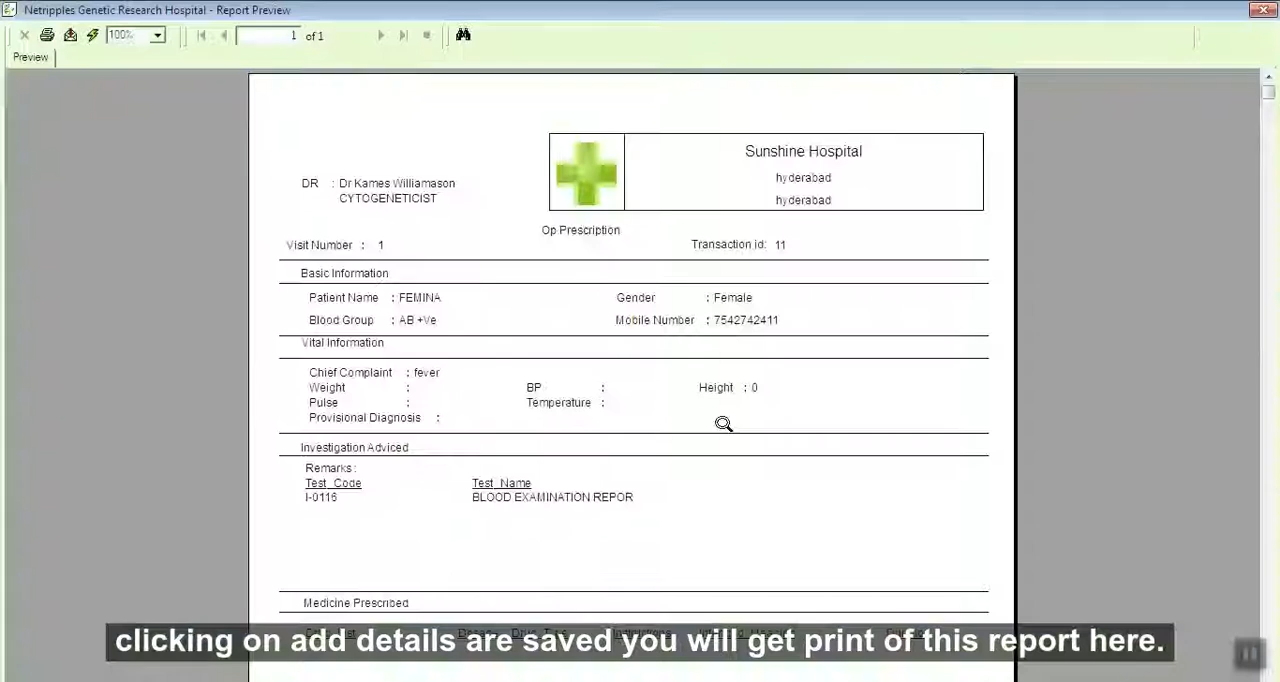 Netripples Genetic Research Hospital - Report Preview
100% 1 of 1
Preview
Sunshine Hospital
hyderabad
hyderabad
DR : Dr Kames Williamason
CYTOGENETICIST
Op Prescription
Visit Number : 1 Transaction id: 11
Basic Information
Patient Name : FEMINA Gender : Female
Blood Group : AB +Ve Mobile Number : 7542742411
Vital Information
Chief Complaint : fever
Weight : BP : Height : 0
Pulse : Temperature :
Provisional Diagnosis :
Investigation Adviced
Remarks :
Test_Code Test_Name
I-0116 BLOOD EXAMINATION REPOR
Medicine Prescribed
clicking on add details are saved you will get print of this report here.